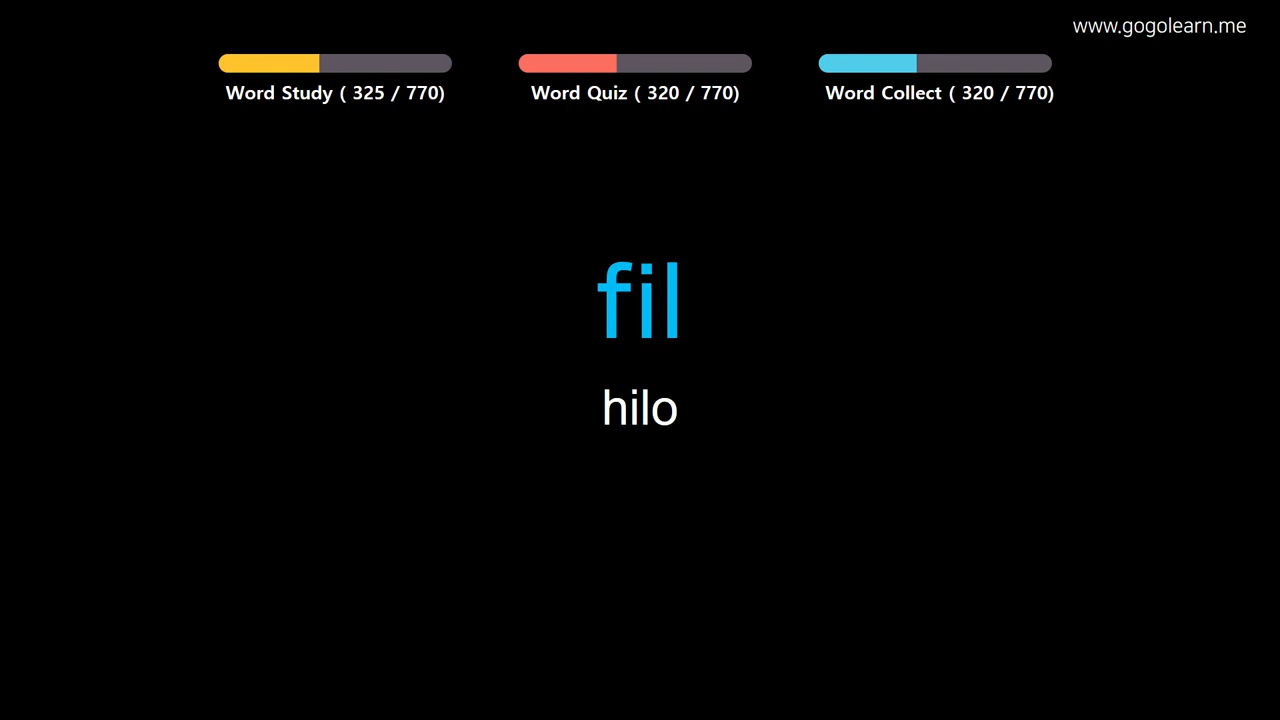 www.gogolearn.me
Word Study ( 325 / 770)
Word Quiz ( 320 / 770)
Word Collect ( 320 / 770)
fil
hilo